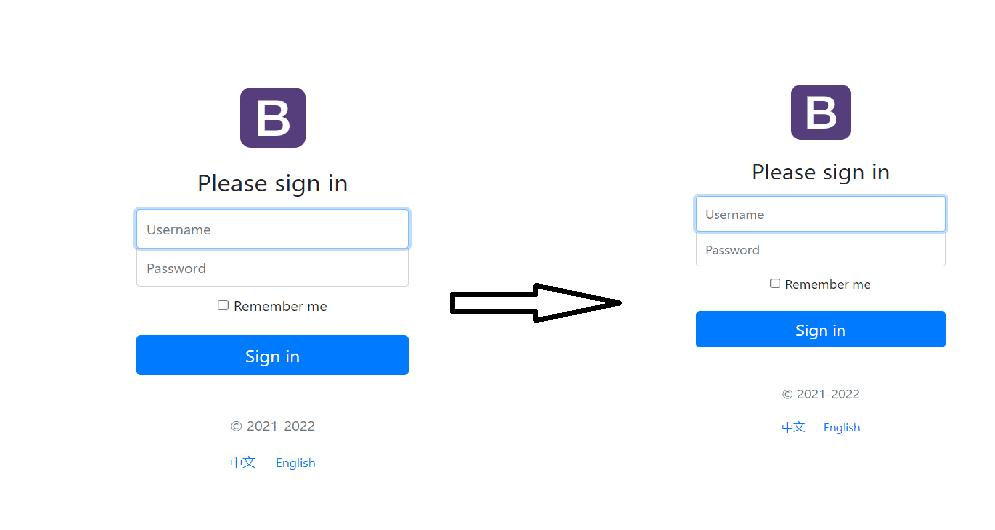 B
Please sign in
Username
Password
Remember me
Sign in
© 2021-2022
中文 English
B
Please sign in
Username
Password
Remember me
Sign in
© 2021-2022
中文 English